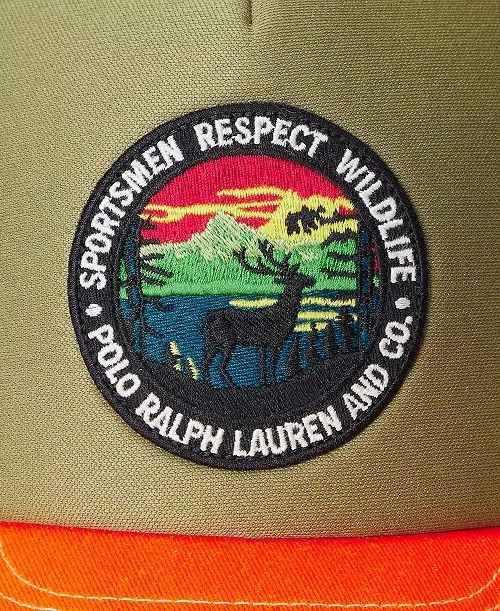 SPORTSMEN RESPECT WILDLIFE
POLO RALPH LAUREN AND CO.